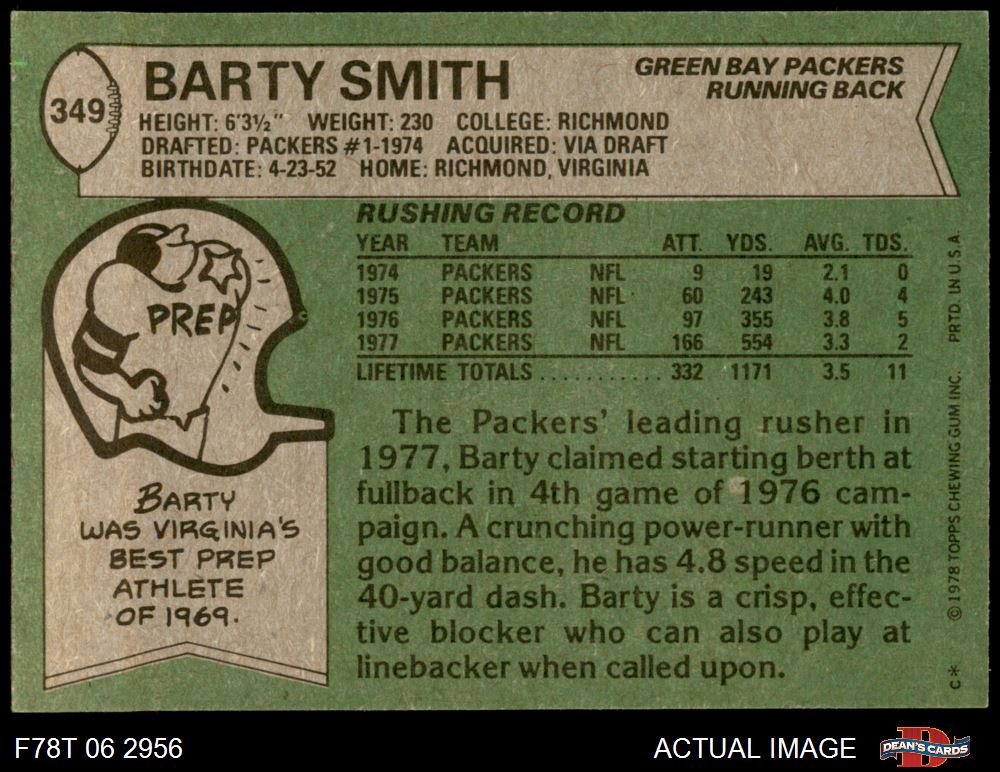 349
BARTY SMITH
GREEN BAY PACKERS
RUNNING BACK
HEIGHT: 6'3½" WEIGHT: 230 COLLEGE: RICHMOND
DRAFTED: PACKERS #1-1974 ACQUIRED: VIA DRAFT
BIRTHDATE: 4-23-52 HOME: RICHMOND, VIRGINIA
RUSHING RECORD
YEAR TEAM ATT. YDS. AVG. TDS.
1974 PACKERS NFL 9 19 2.1 0
1975 PACKERS NFL 60 243 4.0 4
1976 PACKERS NFL 97 355 3.8 5
1977 PACKERS NFL 166 554 3.3 2
LIFETIME TOTALS ............ 332 1171 3.5 11
The Packers' leading rusher in
1977, Barty claimed starting berth at
fullback in 4th game of 1976 cam-
paign. A crunching power-runner with
good balance, he has 4.8 speed in the
40-yard dash. Barty is a crisp, effec-
tive blocker who can also play at
linebacker when called upon.
PREP
BARTY
WAS VIRGINIA'S
BEST PREP
ATHLETE
OF 1969.
C* ©1978 TOPPS CHEWING GUM INC. PRTD. IN U.S.A.
F78T 06 2956
ACTUAL IMAGE
D
DEAN'S CARDS